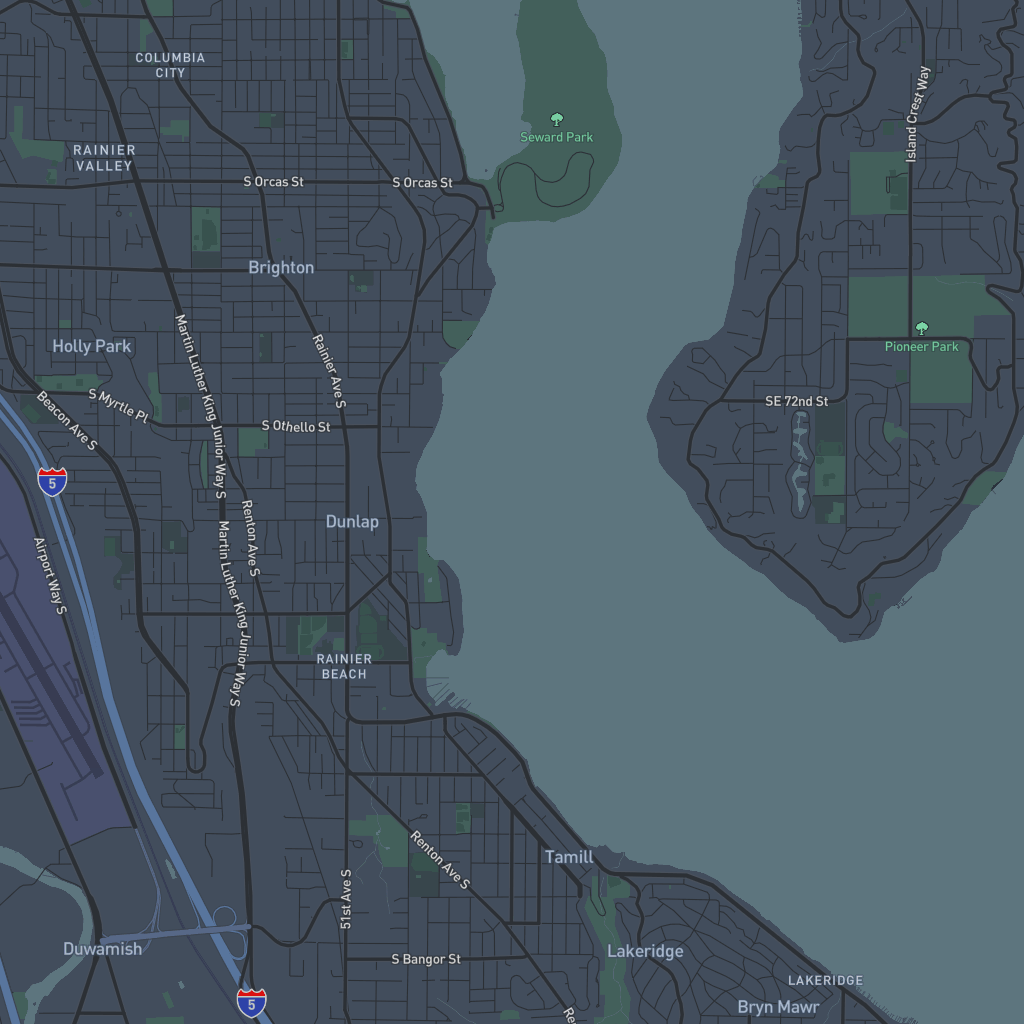 COLUMBIA
CITY
Island Crest Way
Seward Park
RAINIER
VALLEY
S Orcas St
S Orcas St
Brighton
Pioneer Park
Holly Park
Martin Luther King Junior Way S
Rainier Ave S
S Myrtle Pl
SE 72nd St
Beacon Ave S
S Othello St
5
Dunlap
Renton Ave S
Airport Way S
Martin Luther King Junior Way S
RAINIER
BEACH
Tamill
Renton Ave S
51st Ave S
Duwamish
Lakeridge
S Bangor St
LAKERIDGE
5
Bryn Mawr
Re